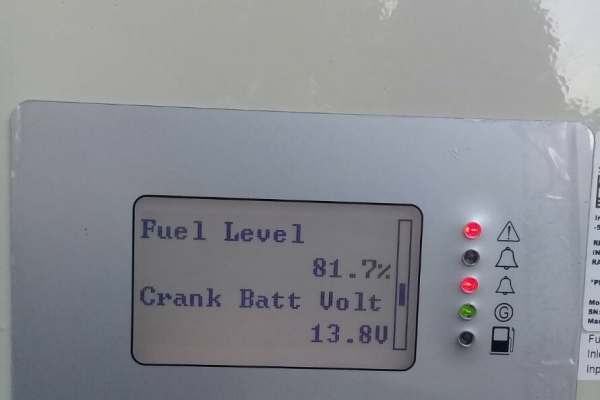 Fuel Level
81.7%
Crank Batt Volt
13.8V
G